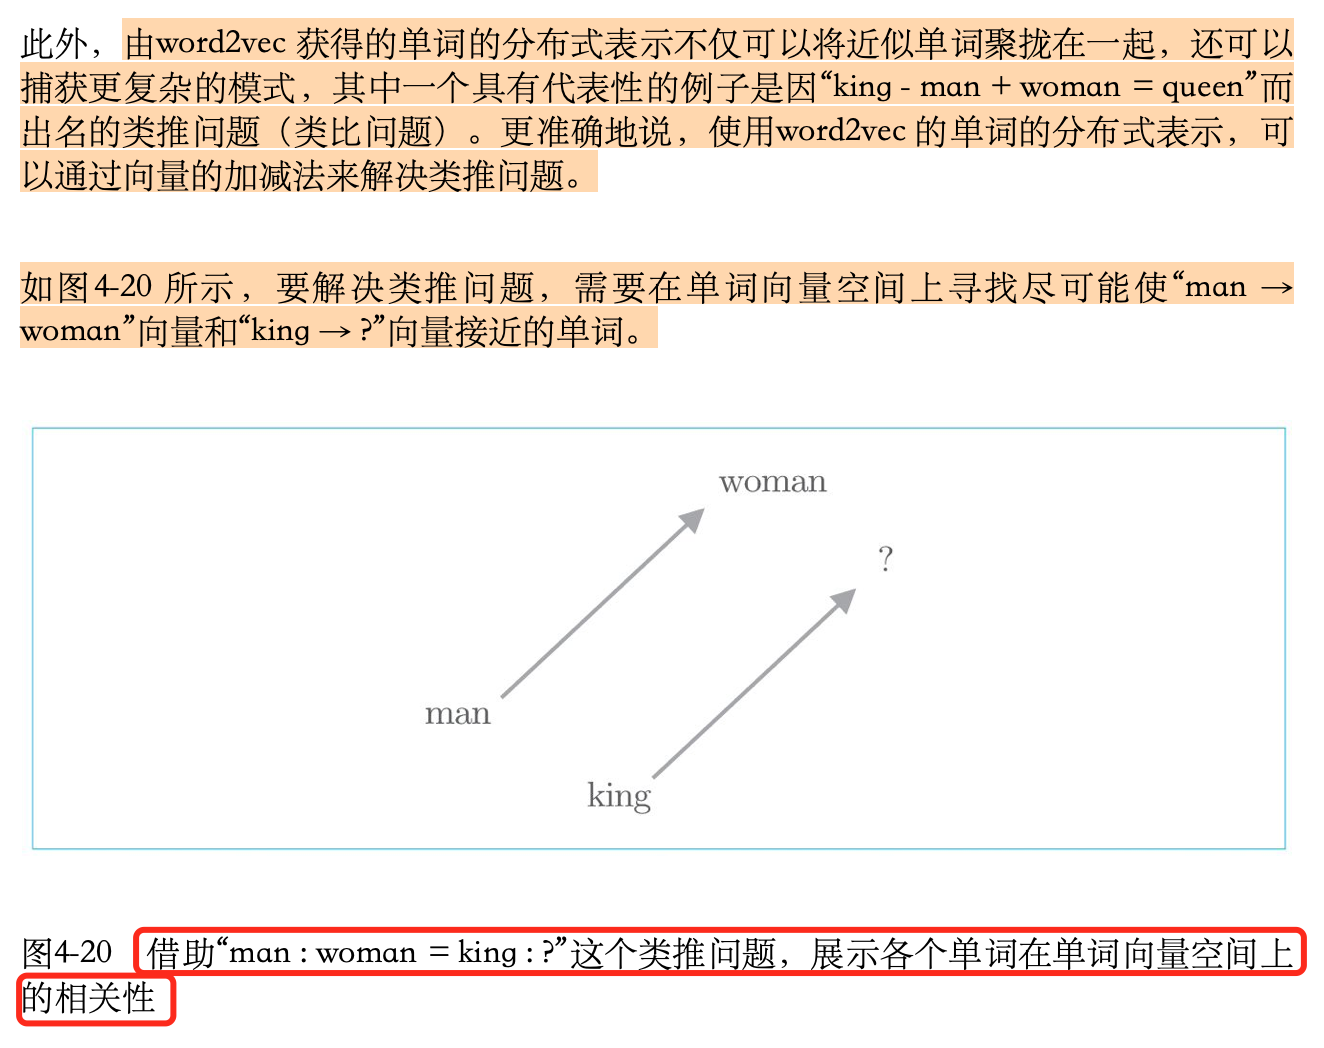 此外，由word2vec 获得的单词的分布式表示不仅可以将近似单词聚拢在一起，还可以
捕获更复杂的模式，其中一个具有代表性的例子是因“king - man + woman = queen”而
出名的类推问题（类比问题）。更准确地说，使用word2vec 的单词的分布式表示，可
以通过向量的加减法来解决类推问题。
如图4-20 所示，要解决类推问题，需要在单词向量空间上寻找尽可能使“man →
woman”向量和“king → ?”向量接近的单词。
woman
?
man
king
图4-20 借助“man : woman = king : ?”这个类推问题，展示各个单词在单词向量空间上
的相关性